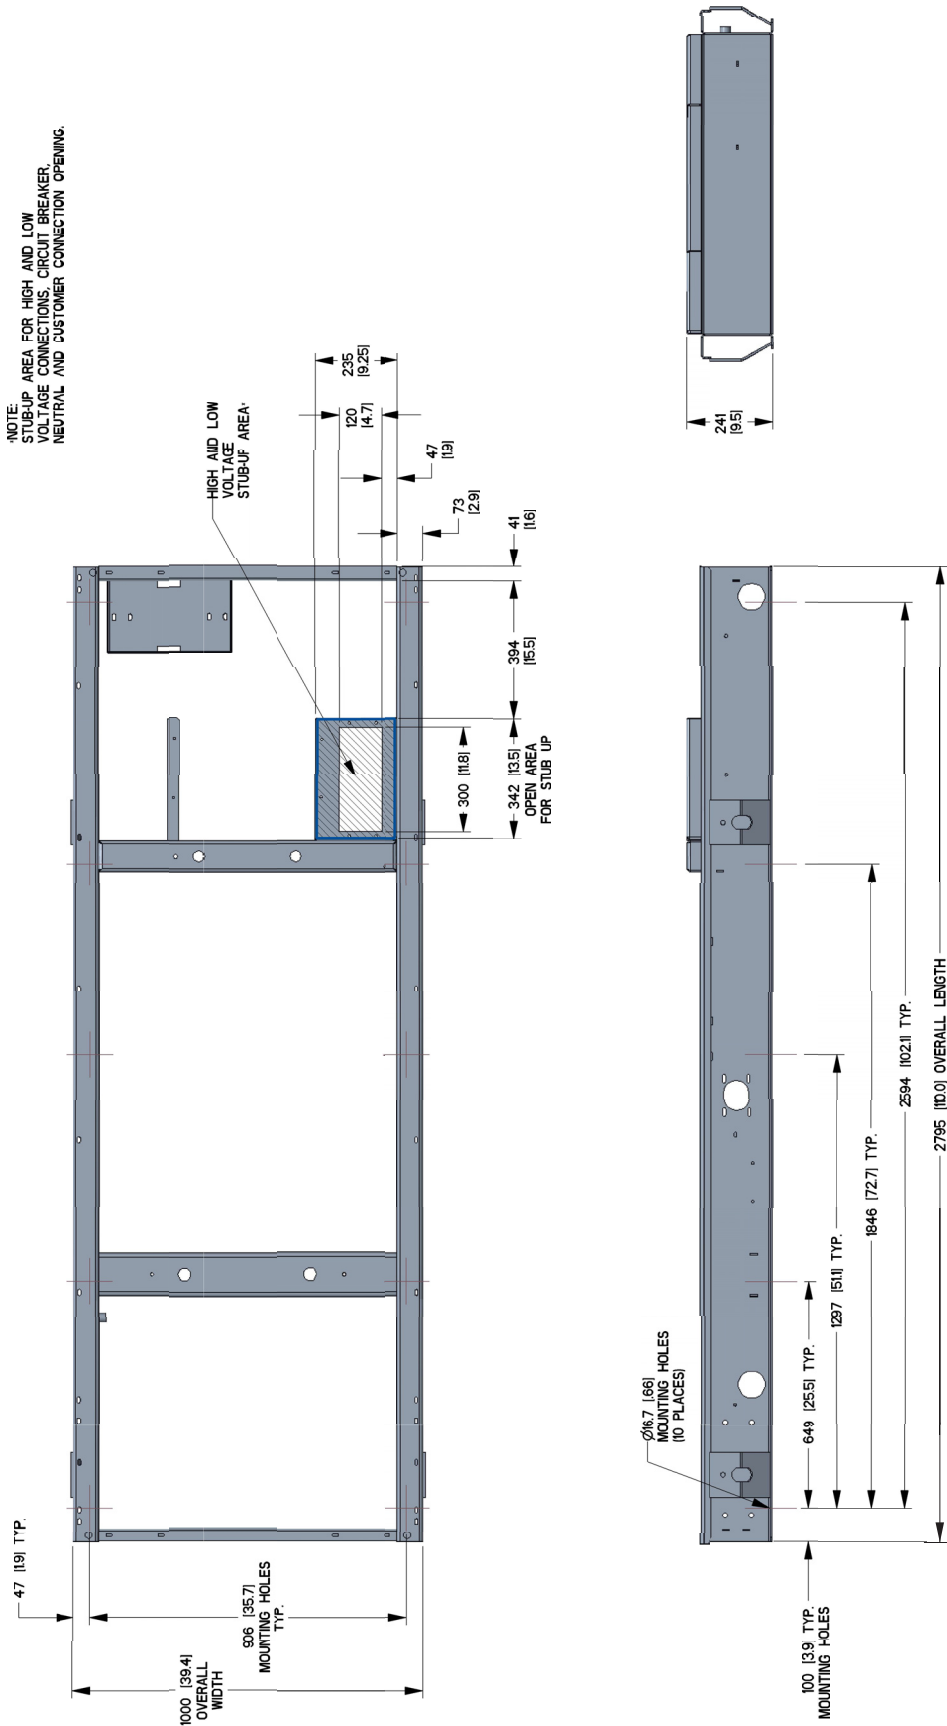 *NOTE:
STUB-UP AREA FOR HIGH AND LOW
VOLTAGE CONNECTIONS, CIRCUIT BREAKER,
NEUTRAL AND CUSTOMER CONNECTION OPENING.
HIGH AND LOW
VOLTAGE
STUB-UP AREA*
235
[9.25]
120
[4.7]
47
[1.9]
73
[2.9]
41
[1.6]
394
[15.5]
342 [13.5]
OPEN AREA
FOR STUB UP
300 [11.8]
241
[9.5]
47 [1.9] TYP.
906 [35.7]
MOUNTING HOLES
TYP.
1000 [39.4]
OVERALL
WIDTH
Ø16.7 [.66]
MOUNTING HOLES
(10 PLACES)
649 [25.5] TYP.
1297 [51.1] TYP.
1846 [72.7] TYP.
2594 [102.1] TYP.
2795 [110.0] OVERALL LENGTH
100 [3.9] TYP.
MOUNTING HOLES